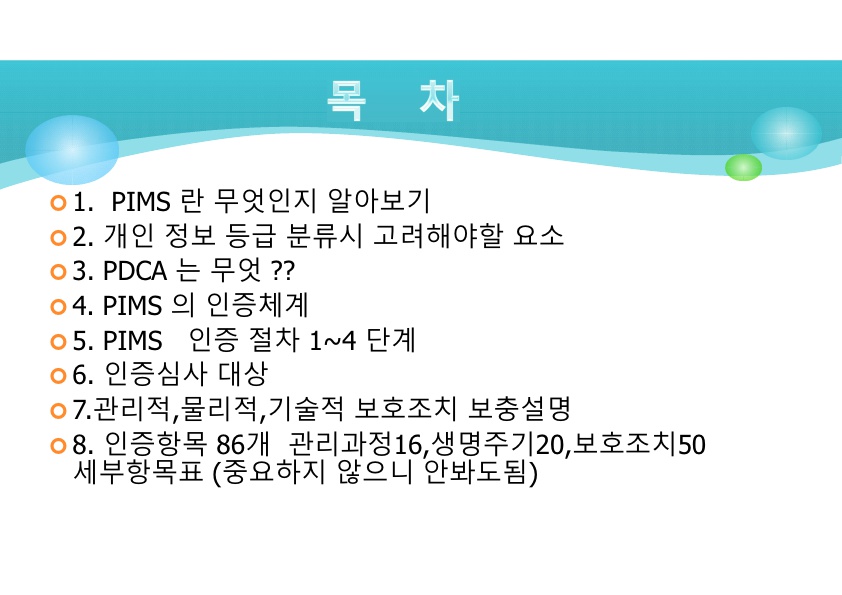 목 차
1. PIMS 란 무엇인지 알아보기
2. 개인 정보 등급 분류시 고려해야할 요소
3. PDCA 는 무엇 ??
4. PIMS 의 인증체계
5. PIMS 인증 절차 1~4 단계
6. 인증심사 대상
7.관리적,물리적,기술적 보호조치 보충설명
8. 인증항목 86개 관리과정16,생명주기20,보호조치50
세부항목표 (중요하지 않으니 안봐도됨)